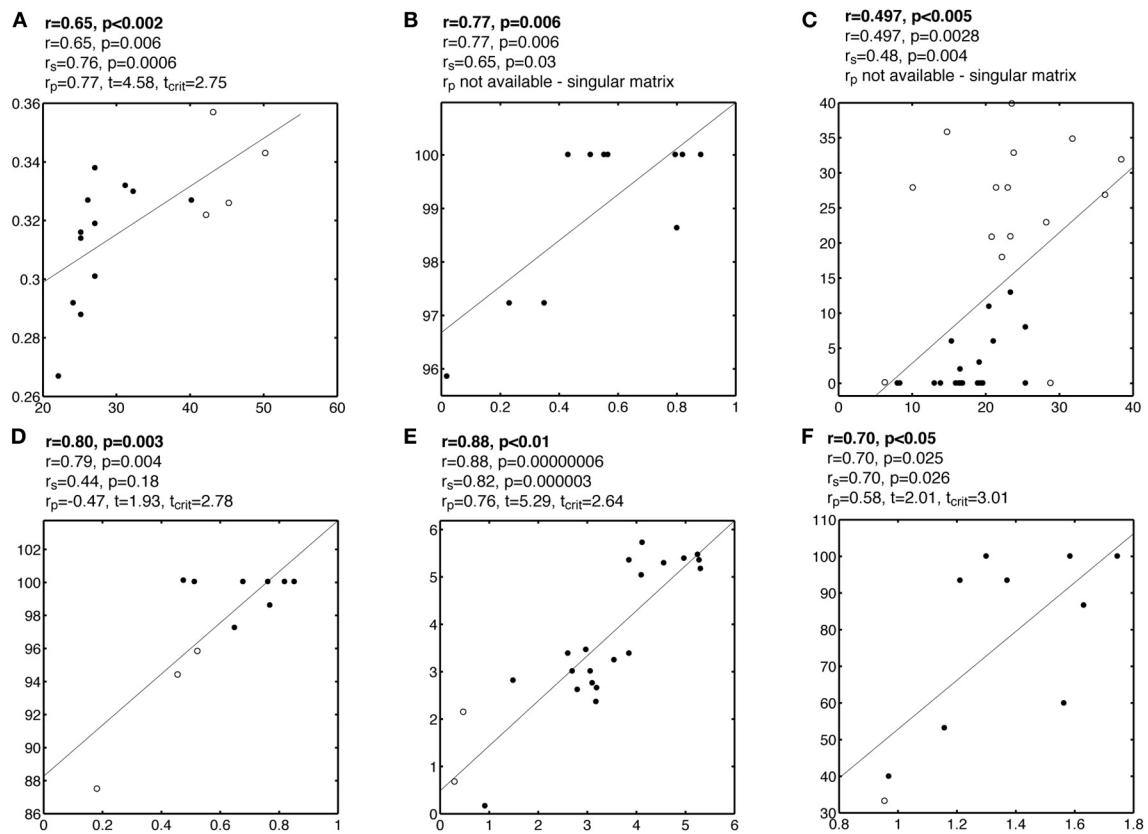 A
r=0.65, p<0.002
r=0.65, p=0.006
rs=0.76, p=0.0006
rp=0.77, t=4.58, tcrit=2.75
0.36
0.34
0.32
0.3
0.28
0.26
20 30 40 50 60
B
r=0.77, p=0.006
r=0.77, p=0.006
rs=0.65, p=0.03
rp not available - singular matrix
100
99
98
97
96
0 0.2 0.4 0.6 0.8 1
C
r=0.497, p<0.005
r=0.497, p=0.0028
rs=0.48, p=0.004
rp not available - singular matrix
40
35
30
25
20
15
10
5
0
0 10 20 30 40
D
r=0.80, p=0.003
r=0.79, p=0.004
rs=0.44, p=0.18
rp=-0.47, t=1.93, tcrit=2.78
102
100
98
96
94
92
90
88
86
0 0.2 0.4 0.6 0.8 1
E
r=0.88, p<0.01
r=0.88, p=0.00000006
rs=0.82, p=0.000003
rp=0.76, t=5.29, tcrit=2.64
6
5
4
3
2
1
0
0 1 2 3 4 5 6
F
r=0.70, p<0.05
r=0.70, p=0.025
rs=0.70, p=0.026
rp=0.58, t=2.01, tcrit=3.01
110
100
90
80
70
60
50
40
30
0.8 1 1.2 1.4 1.6 1.8